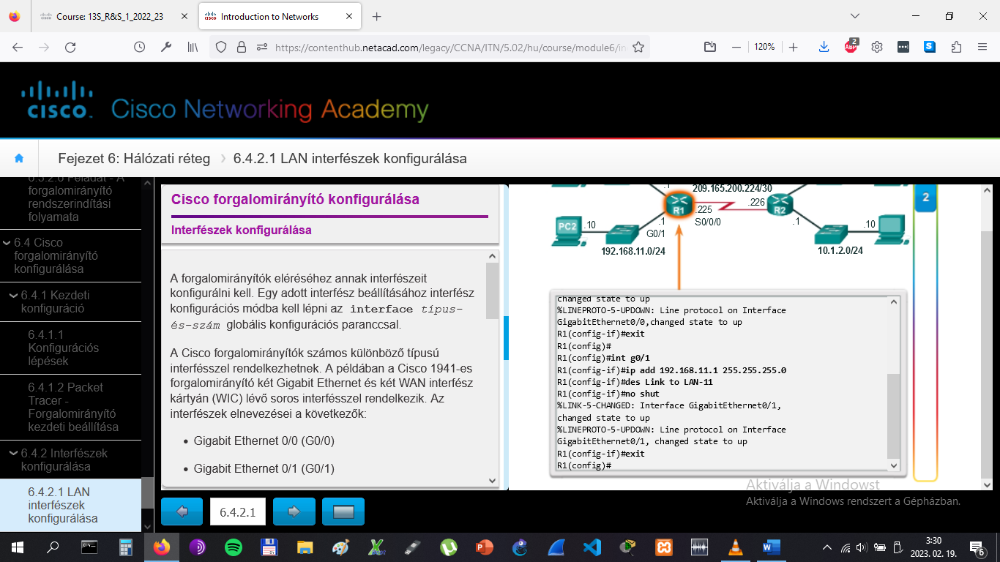 Course: 13S_R&S_1_2022_23
Introduction to Networks
https://contenthub.netacad.com/legacy/CCNA/ITN/5.02/hu/course/module6/in
120%
2
ABP
S
CISCO
Cisco Networking Academy
Fejezet 6: Hálózati réteg
6.4.2.1 LAN interfészek konfigurálása
6.3.2.6 Feladat - A
forgalomirányító
rendszerindítási
folyamata
6.4 Cisco
forgalomirányító
konfigurálása
6.4.1 Kezdeti
konfiguráció
6.4.1.1
Konfigurációs
lépések
6.4.1.2 Packet
Tracer -
Forgalomirányító
kezdeti beállítása
6.4.2 Interfészek
konfigurálása
6.4.2.1 LAN
interfészek
konfigurálása
Cisco forgalomirányító konfigurálása
Interfészek konfigurálása
A forgalomirányítók eléréséhez annak interfészeit
konfigurálni kell. Egy adott interfész beállításához interfész
konfigurációs módba kell lépni az interface típus-
és-szám globális konfigurációs paranccsal.
A Cisco forgalomirányítók számos különböző típusú
interfésszel rendelkezhetnek. A példában a Cisco 1941-es
forgalomirányító két Gigabit Ethernet és két WAN interfész
kártyán (WIC) lévő soros interfésszel rendelkezik. Az
interfészek elnevezései a következők:
• Gigabit Ethernet 0/0 (G0/0)
• Gigabit Ethernet 0/1 (G0/1)
6.4.2.1
.1
209.165.200.224/30
R1
.225
.226
R2
S0/0/0
PC2
.10
.1
G0/1
192.168.11.0/24
.1
.10
10.1.2.0/24
2
changed state to up
%LINEPROTO-5-UPDOWN: Line protocol on Interface
GigabitEthernet0/0,changed state to up
R1(config-if)#exit
R1(config)#
R1(config)#int g0/1
R1(config-if)#ip add 192.168.11.1 255.255.255.0
R1(config-if)#des Link to LAN-11
R1(config-if)#no shut
%LINK-5-CHANGED: Interface GigabitEthernet0/1,
changed state to up
%LINEPROTO-5-UPDOWN: Line protocol on Interface
GigabitEthernet0/1, changed state to up
R1(config-if)#exit
R1(config)#
Aktiválja a Windowst
Aktiválja a Windows rendszert a Gépházban.
3:30
2023. 02. 19.
6